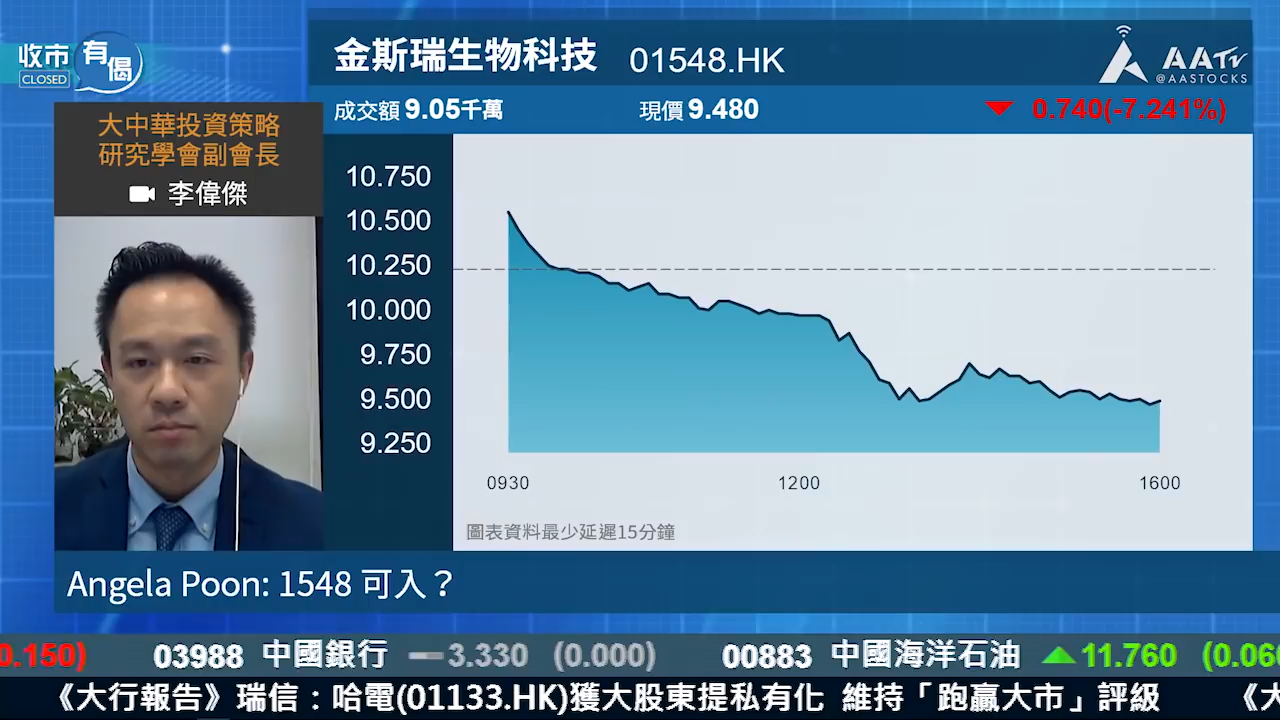 收市
CLOSED
有偈
金斯瑞生物科技 01548.HK
AATV
@AASTOCKS
成交額 9.05千萬 現價 9.480 0.740(-7.241%)
大中華投資策略
研究學會副會長
李偉傑
10.750
10.500
10.250
10.000
9.750
9.500
9.250
0930 1200 1600
圖表資料最少延遲15分鐘
Angela Poon: 1548 可入？
0.150) 03988 中國銀行 3.330 (0.000) 00883 中國海洋石油 11.760 (0.06
《大行報告》瑞信：哈電(01133.HK)獲大股東提私有化 維持「跑贏大市」評級 《大